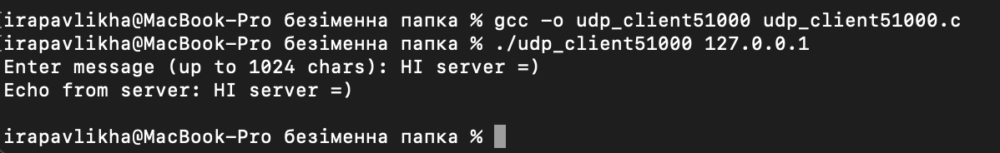 [irapavlikha@MacBook-Pro безіменна папка % gcc -o udp_client51000 udp_client51000.c
[irapavlikha@MacBook-Pro безіменна папка % ./udp_client51000 127.0.0.1
Enter message (up to 1024 chars): HI server =)
Echo from server: HI server =)
irapavlikha@MacBook-Pro безіменна папка %